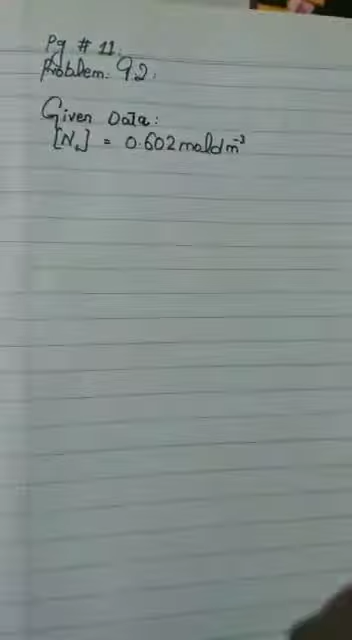 Pg # 11.
Problem: 9.2.
Given Data:
[N₂] = 0.602 moldm⁻³